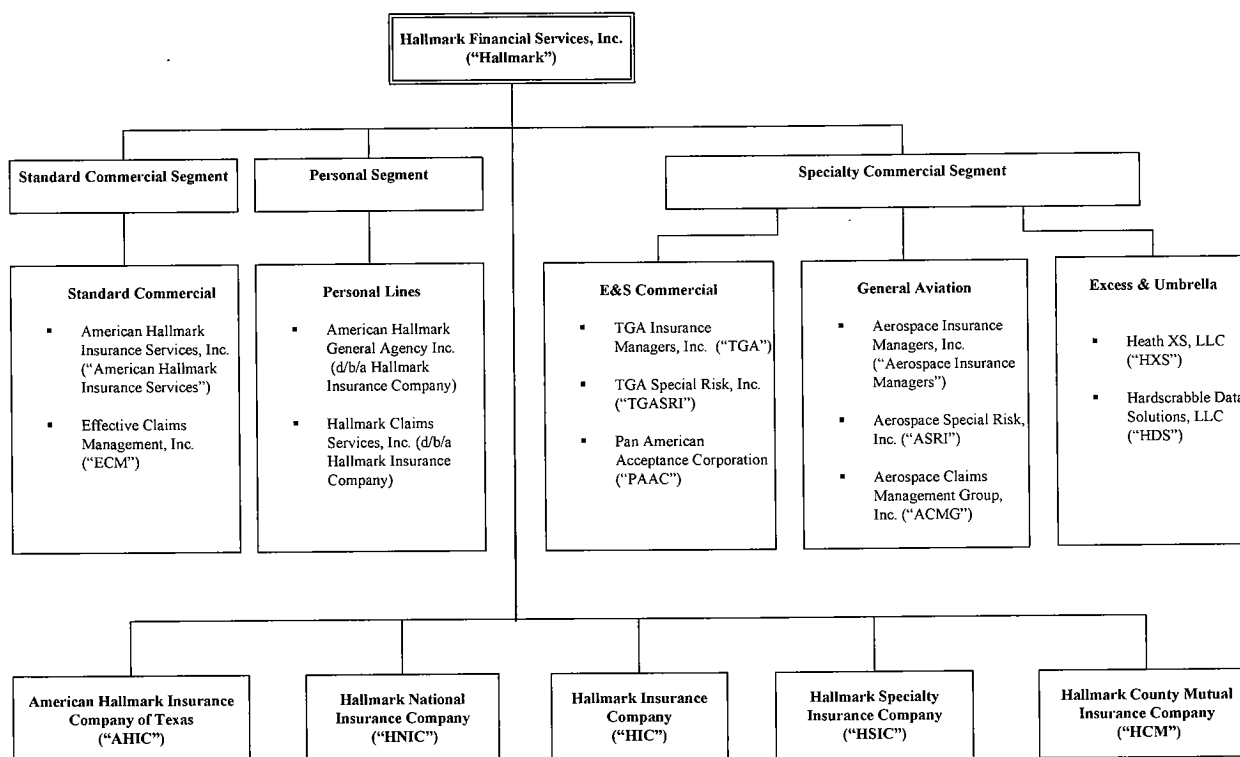 Hallmark Financial Services, Inc.
(“Hallmark”)
Standard Commercial Segment
Personal Segment
Specialty Commercial Segment
Standard Commercial
▪ American Hallmark
Insurance Services, Inc.
(“American Hallmark
Insurance Services”)
▪ Effective Claims
Management, Inc.
(“ECM”)
Personal Lines
▪ American Hallmark
General Agency Inc.
(d/b/a Hallmark
Insurance Company)
▪ Hallmark Claims
Services, Inc. (d/b/a
Hallmark Insurance
Company)
E&S Commercial
▪ TGA Insurance
Managers, Inc. (“TGA”)
▪ TGA Special Risk, Inc.
(“TGASRI”)
▪ Pan American
Acceptance Corporation
(“PAAC”)
General Aviation
▪ Aerospace Insurance
Managers, Inc.
(“Aerospace Insurance
Managers”)
▪ Aerospace Special Risk,
Inc. (“ASRI”)
▪ Aerospace Claims
Management Group,
Inc. (“ACMG”)
Excess & Umbrella
▪ Heath XS, LLC
(“HXS”)
▪ Hardscrabble Data
Solutions, LLC
(“HDS”)
American Hallmark Insurance
Company of Texas
(“AHIC”)
Hallmark National
Insurance Company
(“HNIC”)
Hallmark Insurance
Company
(“HIC”)
Hallmark Specialty
Insurance Company
(“HSIC”)
Hallmark County Mutual
Insurance Company
(“HCM”)